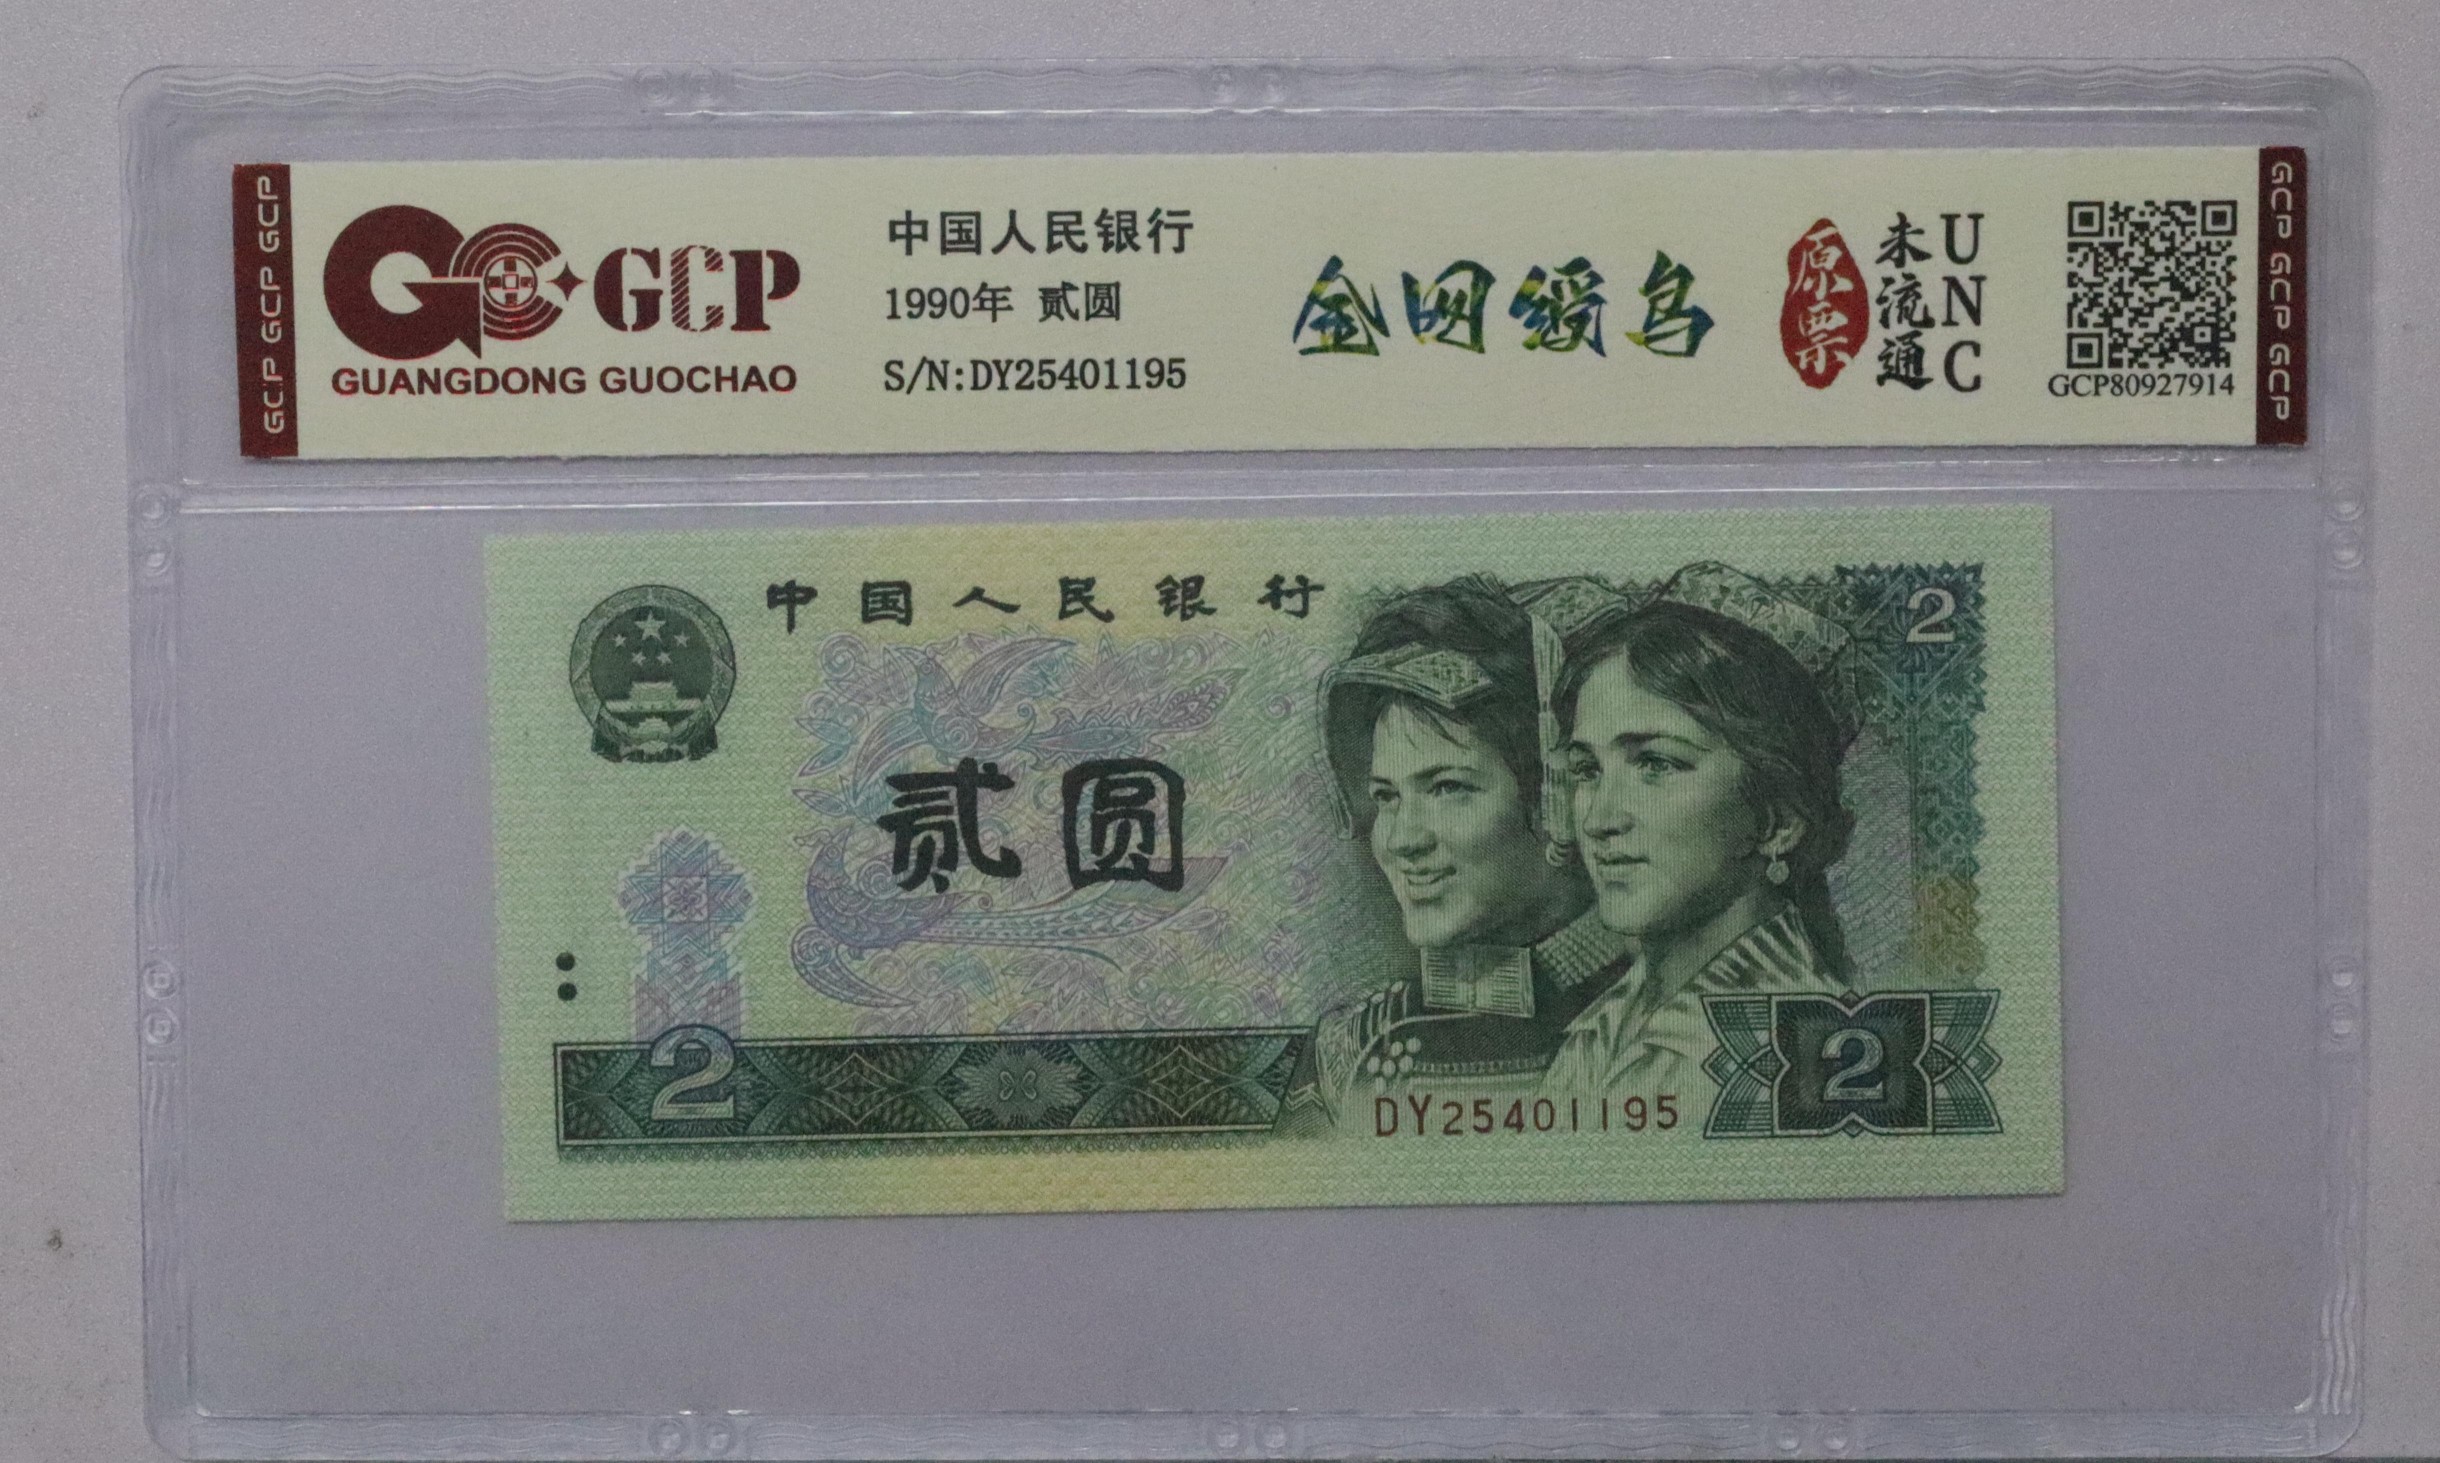 GCP GCP GCP
GCP
GUANGDONG GUOCHAO
中国人民银行
1990年 贰圆
S/N:DY25401195
金网绶鸟
原票
未流通
UNC
GCP80927914
GCP GCP GCP
中国人民银行
2
贰圆
2
DY25401195
2